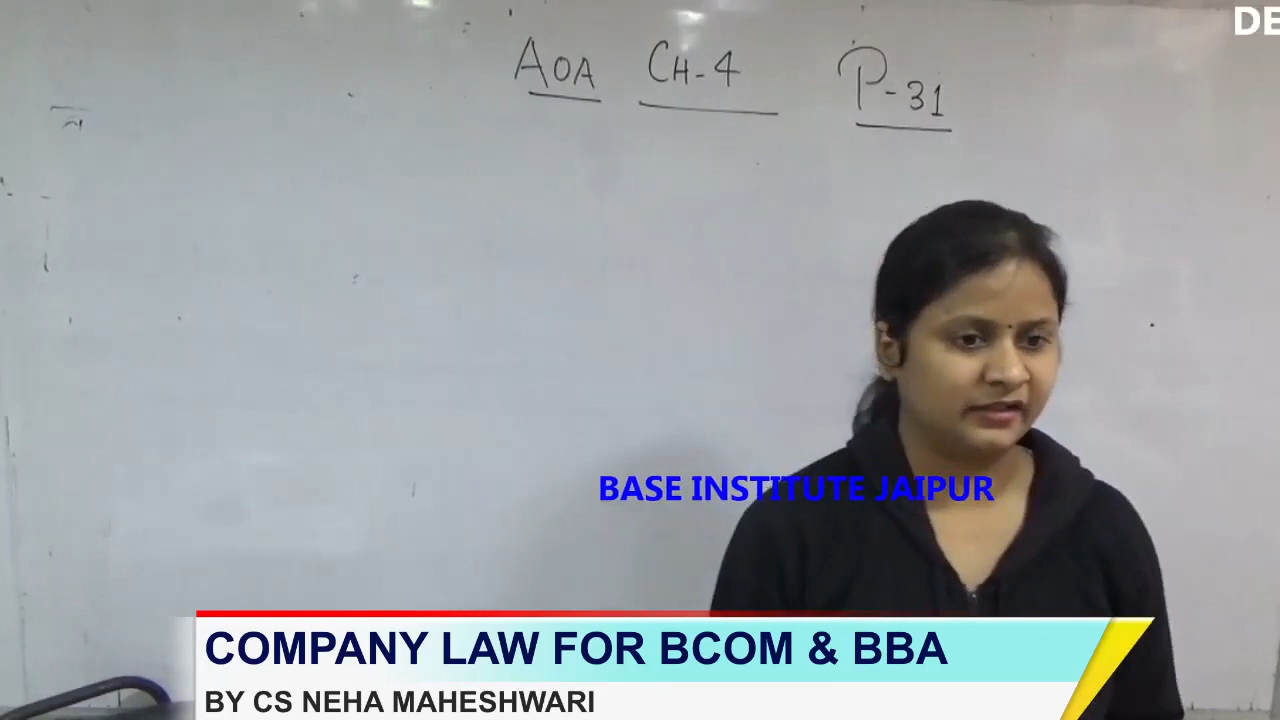 DE
AOA CH-4 P-31
BASE INSTITUTE JAIPUR
COMPANY LAW FOR BCOM & BBA
BY CS NEHA MAHESHWARI